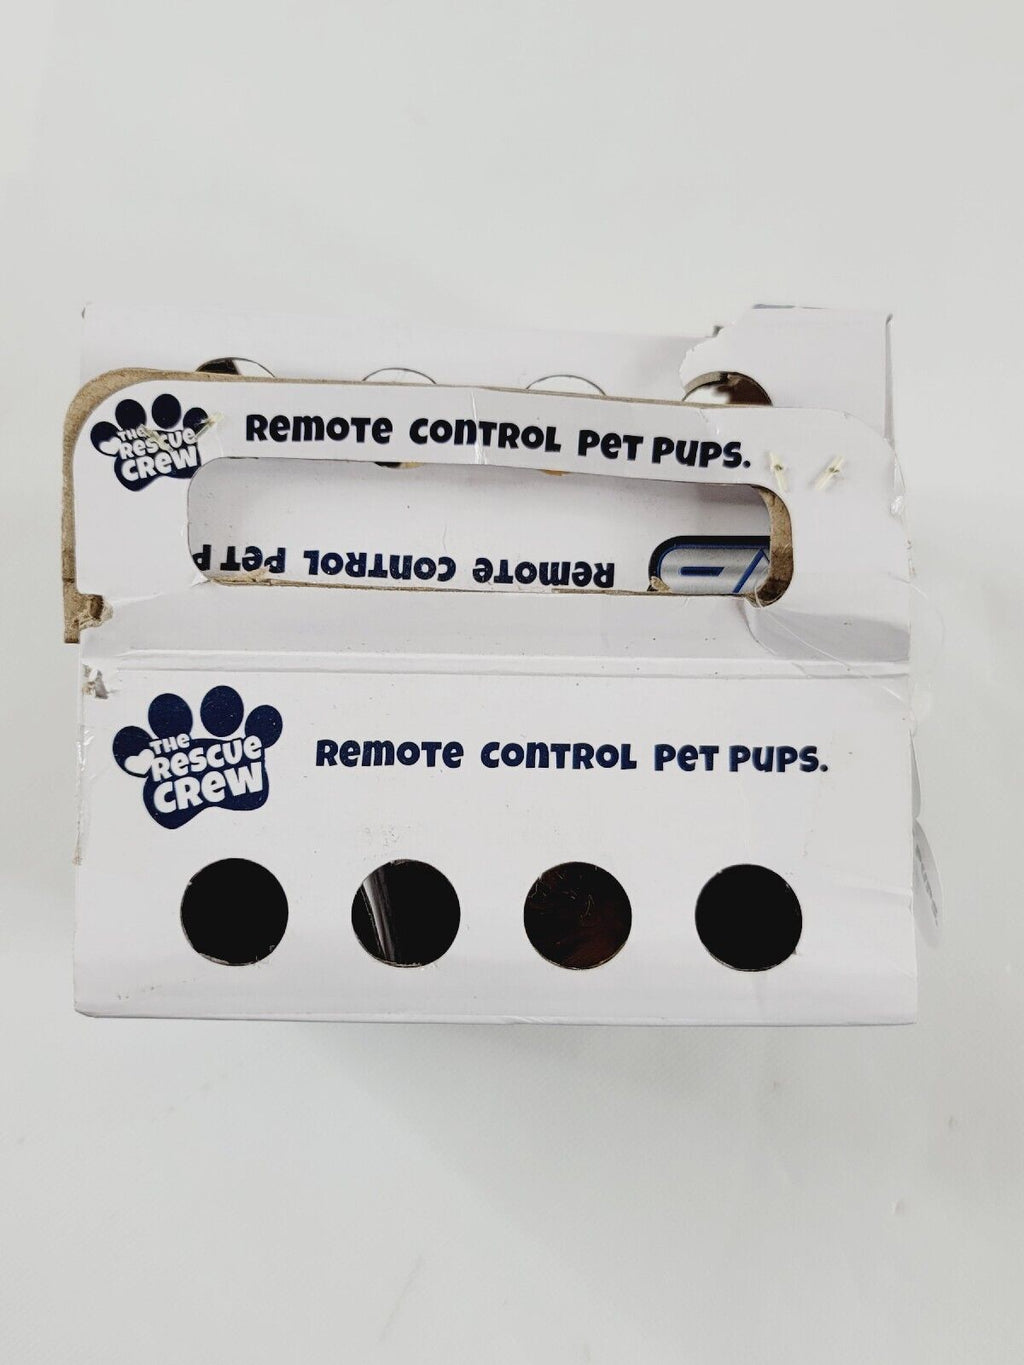 THE
RESCUE
CREW
REMOTE CONTROL PET PUPS.
REMOTE CONTROL PET P
THE
RESCUE
CREW
REMOTE CONTROL PET PUPS.